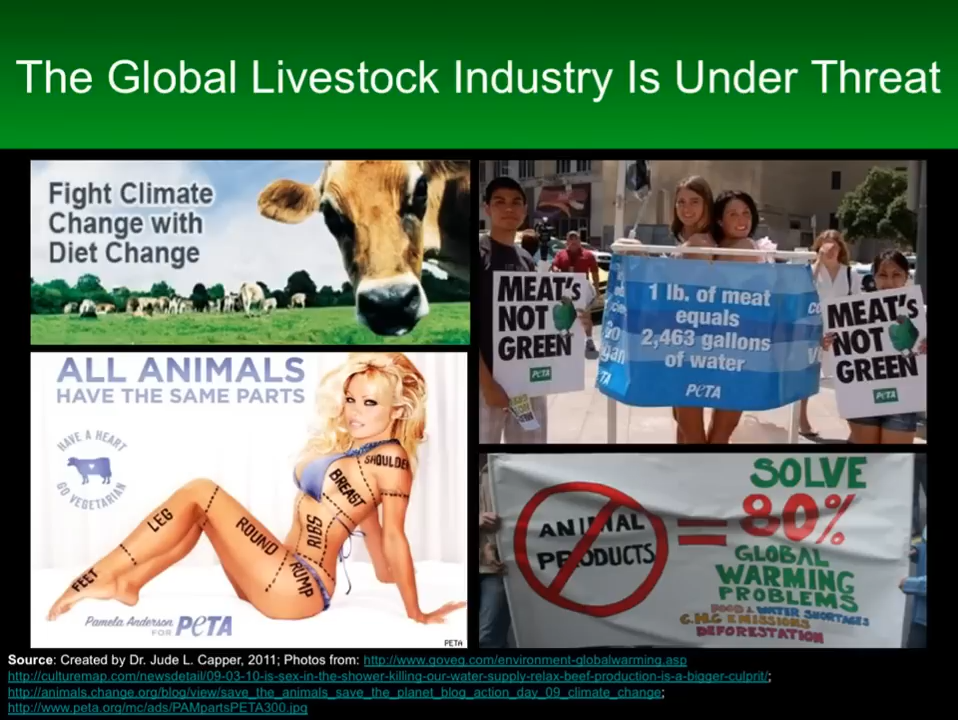 The Global Livestock Industry Is Under Threat
Fight Climate
Change with
Diet Change
MEAT's
NOT
GREEN
PETA
1 lb. of meat
equals
2,463 gallons
of water
PETA
MEAT's
NOT
GREEN
PETA
ALL ANIMALS
HAVE THE SAME PARTS
HAVE A HEART
GO VEGETARIAN
SHOULDER
BREAST
RIBS
ROUND
RUMP
LEG
FEET
Pamela Anderson
FOR PETA
PETA
ANIMAL
PRODUCTS
=
SOLVE
80%
GLOBAL
WARMING
PROBLEMS
FOOD & WATER SHORTAGES
G.H.G EMISSIONS
DEFORESTATION
Source: Created by Dr. Jude L. Capper, 2011; Photos from: http://www.goveg.com/environment-globalwarming.asp
http://culturemap.com/newsdetail/09-03-10-is-sex-in-the-shower-killing-our-water-supply-relax-beef-production-is-a-bigger-culprit/;
http://animals.change.org/blog/view/save_the_animals_save_the_planet_blog_action_day_09_climate_change;
http://www.peta.org/mc/ads/PAMpartsPETA300.jpg